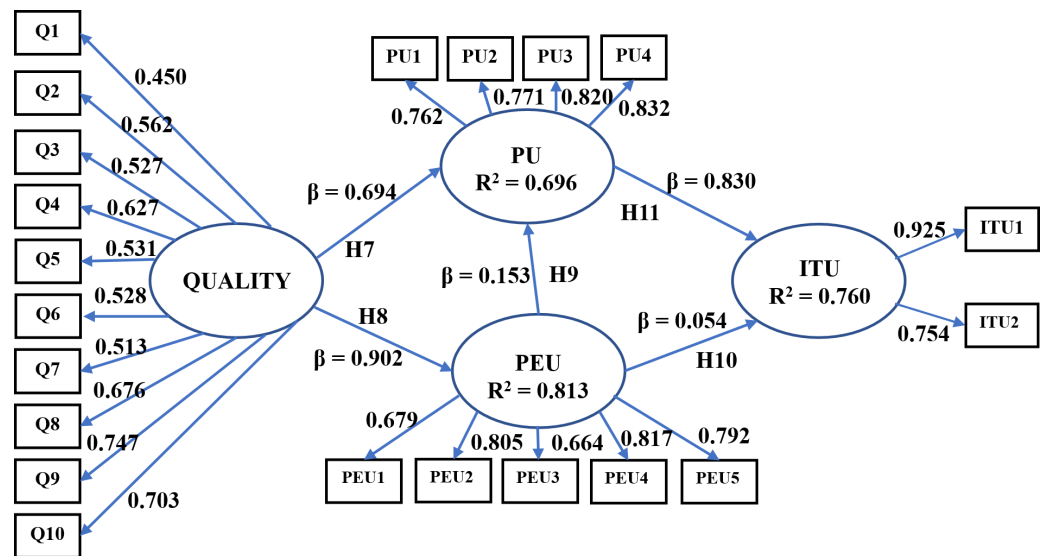 Q1
Q2
Q3
Q4
Q5
Q6
Q7
Q8
Q9
Q10
0.450
0.562
0.527
0.627
0.531
0.528
0.513
0.676
0.747
0.703
QUALITY
β = 0.694
H7
H8
β = 0.902
PU1
PU2
PU3
PU4
0.762
0.771
0.820
0.832
PU
R² = 0.696
β = 0.153
H9
PEU
R² = 0.813
0.679
0.805
0.664
0.817
0.792
PEU1
PEU2
PEU3
PEU4
PEU5
β = 0.830
H11
β = 0.054
H10
ITU
R² = 0.760
0.925
0.754
ITU1
ITU2